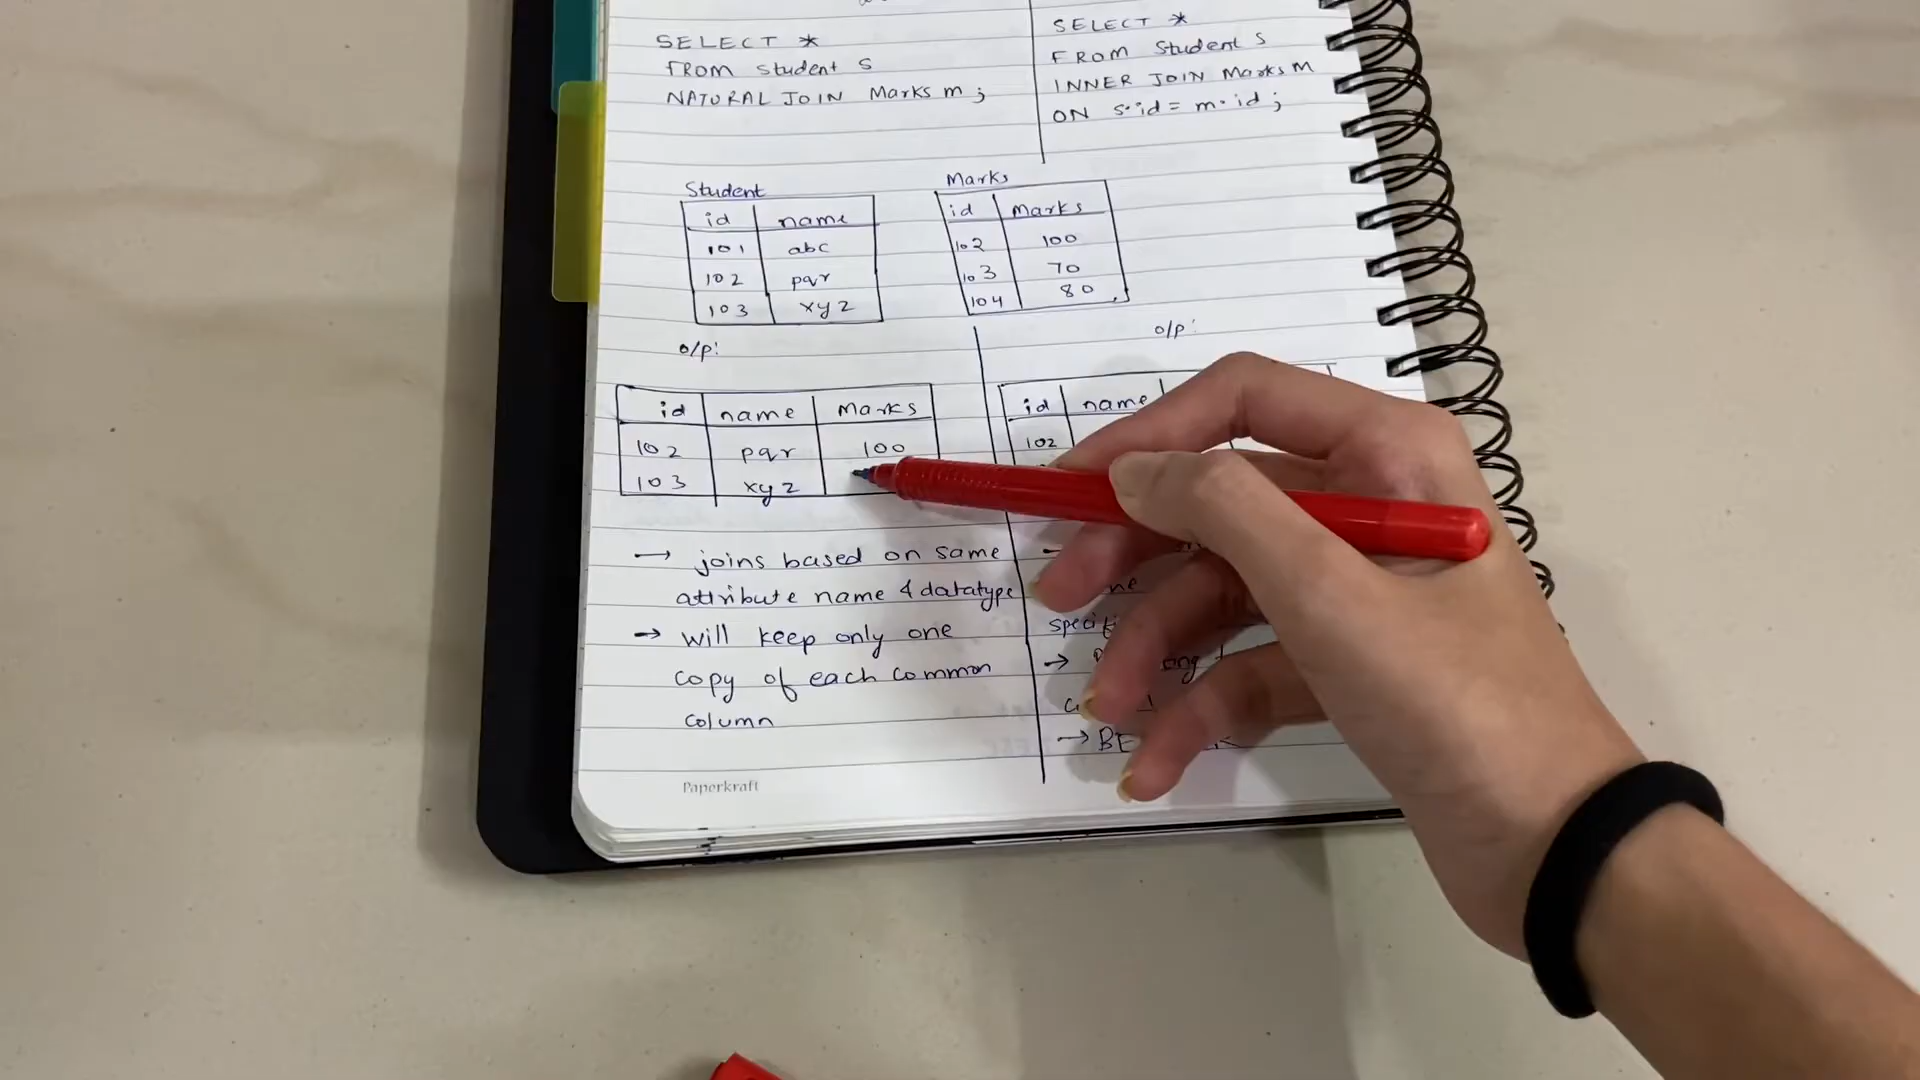 SELECT *
FROM Student s
NATURAL JOIN Marks m ;
SELECT *
FROM Student s
INNER JOIN Marks m
ON s.id = m.id ;
Student
id name
101 abc
102 pqr
103 xyz
Marks
id Marks
102 100
103 70
104 80
o/p:
id name Marks
102 pqr 100
103 xyz
→ joins based on same
attribute name & datatype
→ will keep only one
copy of each common
column
o/p:
id name
102
→
→
→
Paperkraft